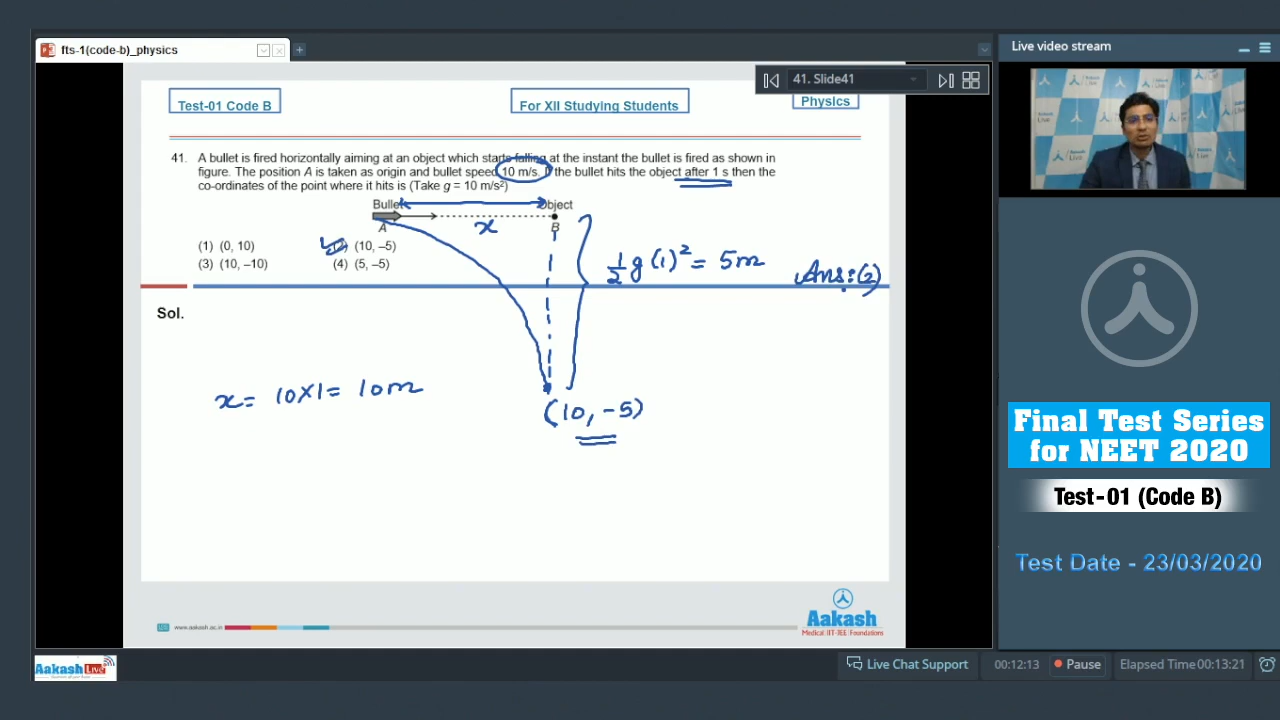 fts-1(code-b)_physics
Live video stream
41. Slide41
Test-01 Code B
For XII Studying Students
Physics
41. A bullet is fired horizontally aiming at an object which starts falling at the instant the bullet is fired as shown in
figure. The position A is taken as origin and bullet speed 10 m/s. If the bullet hits the object after 1 s then the
co-ordinates of the point where it hits is (Take g = 10 m/s²)
Bullet
Object
A
x
B
(1) (0, 10)
(2) (10, –5)
(3) (10, –10)
(4) (5, –5)
½g(1)² = 5m
Ans:(2)
Sol.
x = 10×1 = 10m
(10, -5)
Final Test Series
for NEET 2020
Test-01 (Code B)
Test Date - 23/03/2020
www.aakash.ac.in
Aakash
Medical|IIT-JEE|Foundations
Aakash Live
Live Chat Support
00:12:13
Pause
Elapsed Time 00:13:21